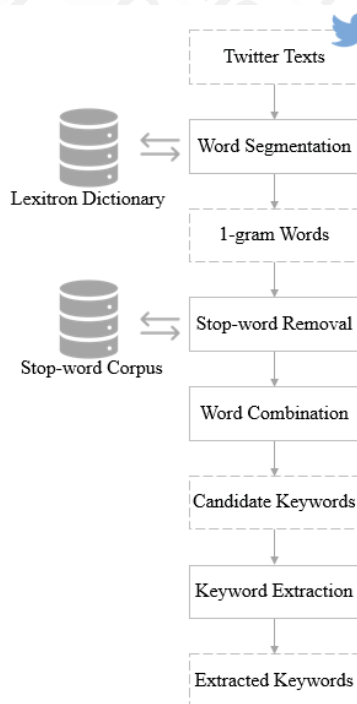 Twitter Texts
Word Segmentation
Lexitron Dictionary
1-gram Words
Stop-word Removal
Stop-word Corpus
Word Combination
Candidate Keywords
Keyword Extraction
Extracted Keywords